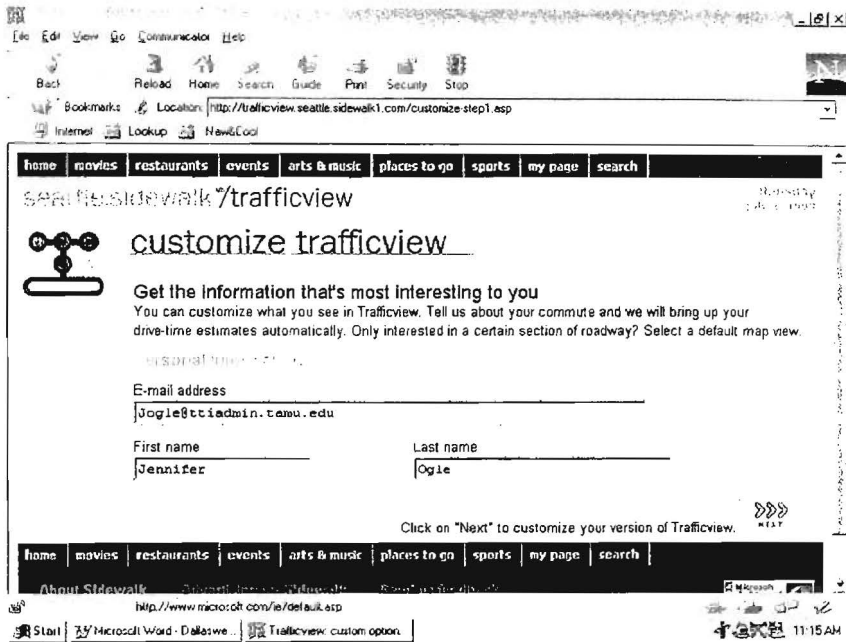 File Edit View Go Communicator Help
Back Reload Home Search Guide Print Security Stop
Bookmarks Location: http://trafficview.seattle.sidewalk1.com/customize-step1.asp
Internet Lookup New&Cool
home movies restaurants events arts & music places to go sports my page search
seattle.sidewalk™/trafficview
customize trafficview
Get the information that's most interesting to you
You can customize what you see in Trafficview. Tell us about your commute and we will bring up your
drive-time estimates automatically. Only interested in a certain section of roadway? Select a default map view.
E-mail address
Jogle@ttiadmin.tamu.edu
First name Last name
Jennifer Ogle
NEXT
Click on "Next" to customize your version of Trafficview.
home movies restaurants events arts & music places to go sports my page search
About Sidewalk Microsoft
http://www.microsoft.com/ie/default.asp
Start Microsoft Word - Dallaswe... Trafficview: custom option 11:15 AM